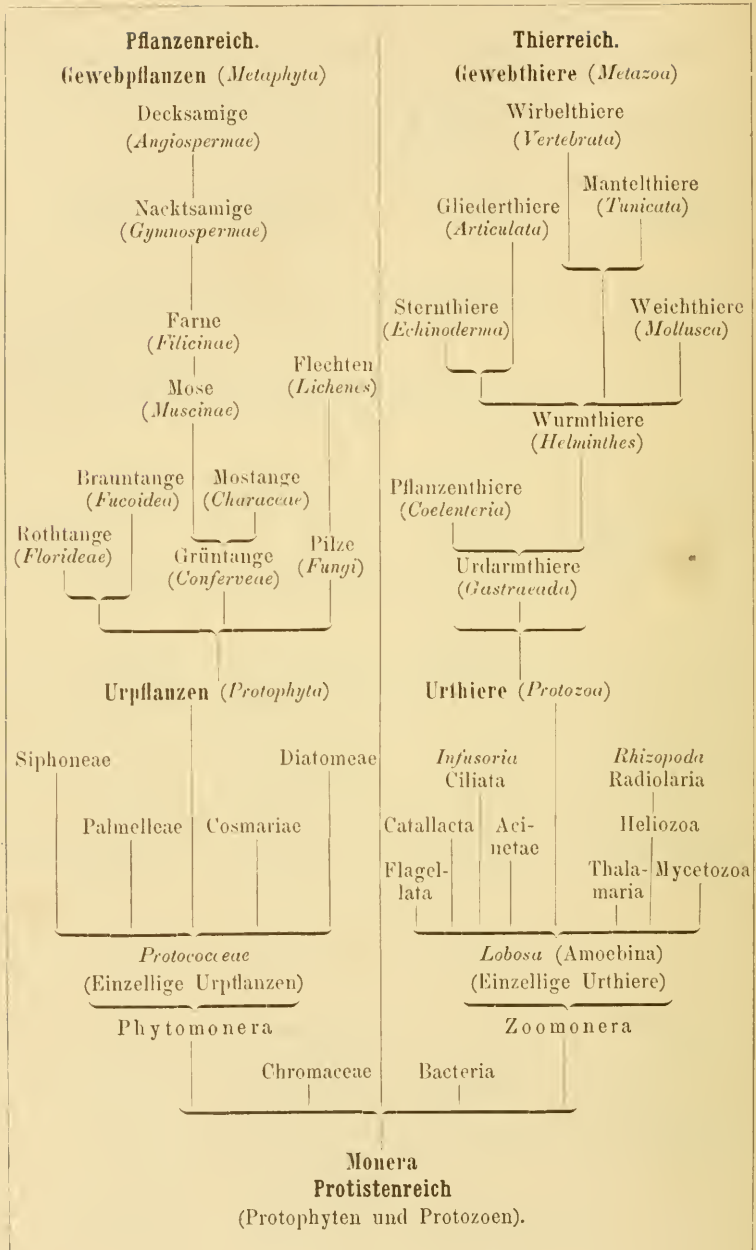 Pflanzenreich.
Gewebpflanzen (Metaphyta)
Decksamige
(Angiospermae)
Nacktsamige
(Gymnospermae)
Farne
(Filicinae)
Flechten
(Lichenes)
Mose
(Muscinae)
Brauntange
(Fucoidea)
Mostange
(Characeae)
Rothtange
(Florideae)
Grüntange
(Conferveae)
Pilze
(Fungi)
Urpflanzen (Protophyta)
Siphoneae
Diatomeae
Palmelleae
Cosmariae
Protococceae
(Einzellige Urpflanzen)
Phytomonera
Chromaceae
Thierreich.
Gewebthiere (Metazoa)
Wirbelthiere
(Vertebrata)
Mantelthiere
(Tunicata)
Gliederthiere
(Articulata)
Sternthiere
(Echinoderma)
Weichthiere
(Mollusca)
Wurmthiere
(Helminthes)
Pflanzenthiere
(Coelenteria)
Urdarmthiere
(Gastraeada)
Urthiere (Protozoa)
Infusoria
Ciliata
Rhizopoda
Radiolaria
Catallacta
Aci-
netae
Heliozoa
Flagel-
lata
Thala-
maria
Mycetozoa
Lobosa (Amoebina)
(Einzellige Urthiere)
Zoomonera
Bacteria
Monera
Protistenreich
(Protophyten und Protozoen).